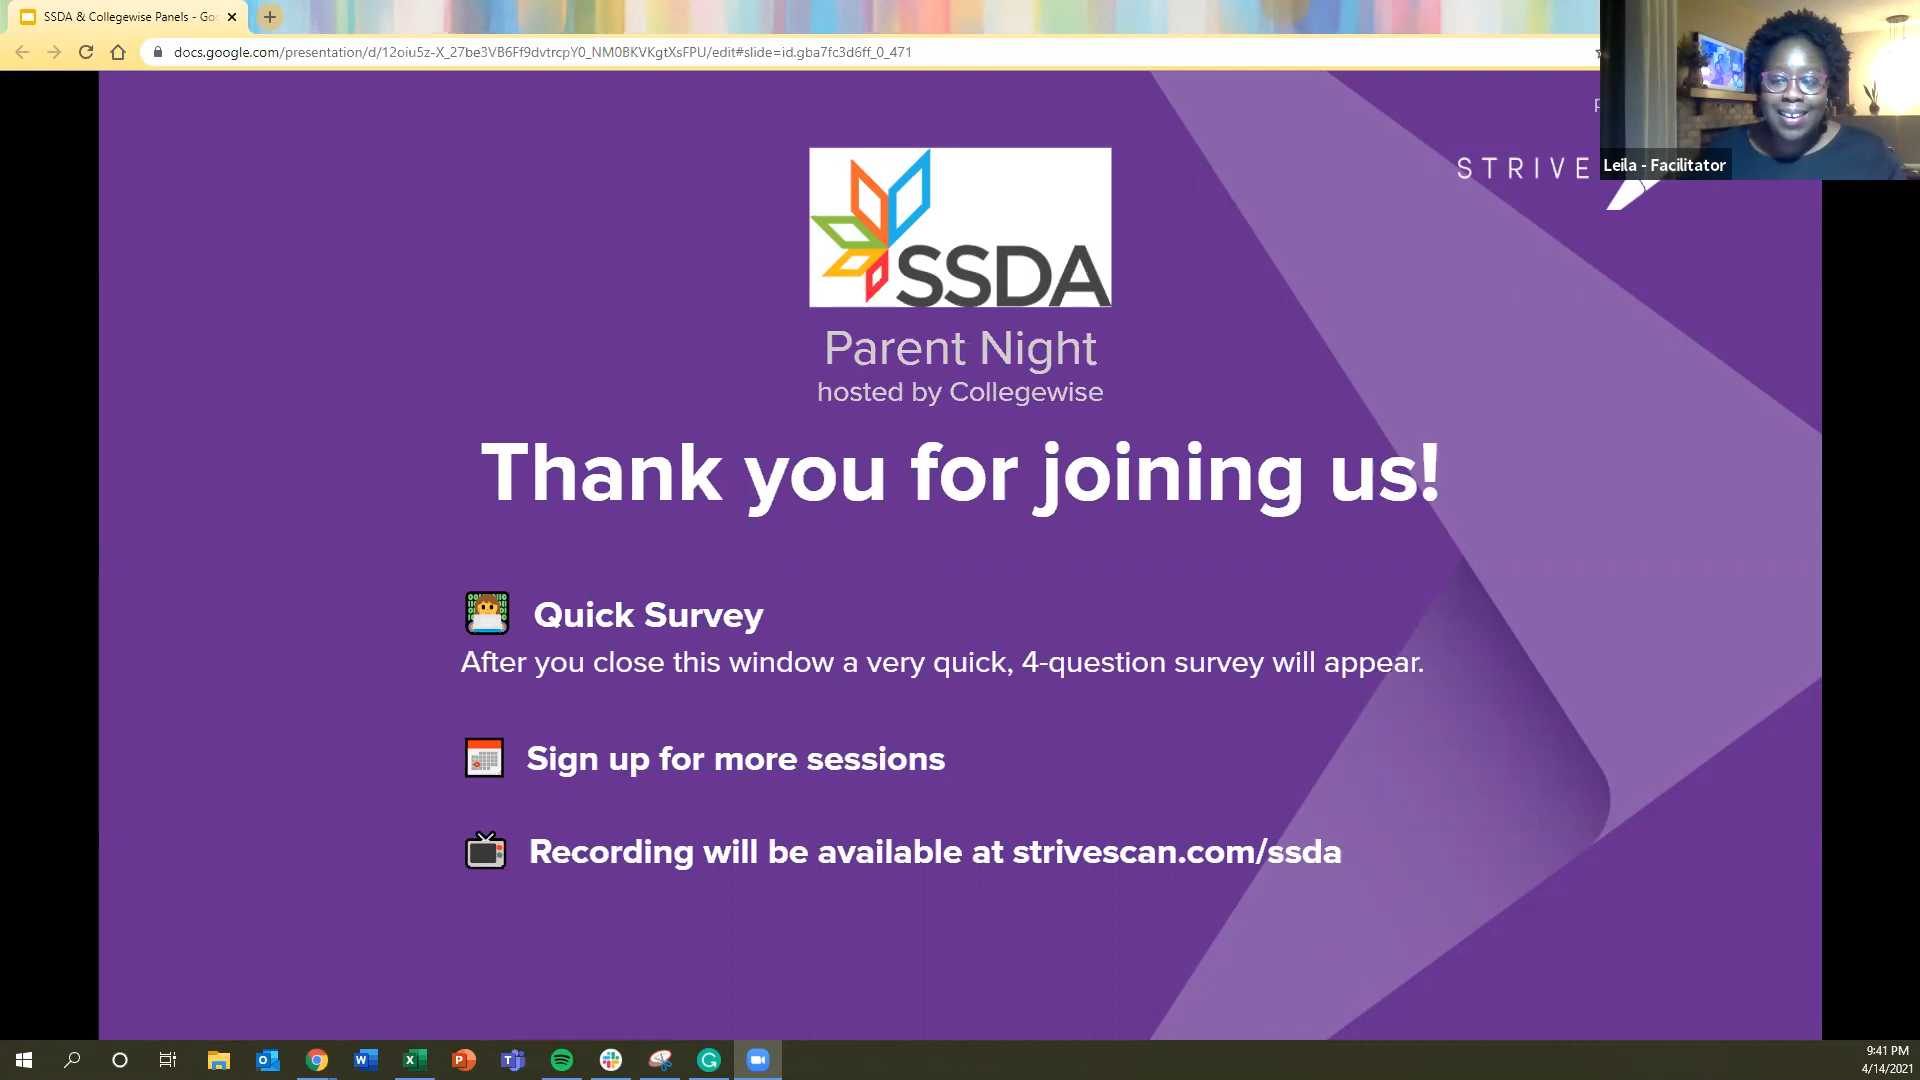 SSDA & Collegewise Panels - Go
docs.google.com/presentation/d/12oiu5z-X_27be3VB6Ff9dvtrcpY0_NM0BKVKgtXsFPU/edit#slide=id.gba7fc3d6ff_0_471
STRIVE
Leila - Facilitator
SSDA
Parent Night
hosted by Collegewise
Thank you for joining us!
Quick Survey
After you close this window a very quick, 4-question survey will appear.
Sign up for more sessions
Recording will be available at strivescan.com/ssda
9:41 PM
4/14/2021